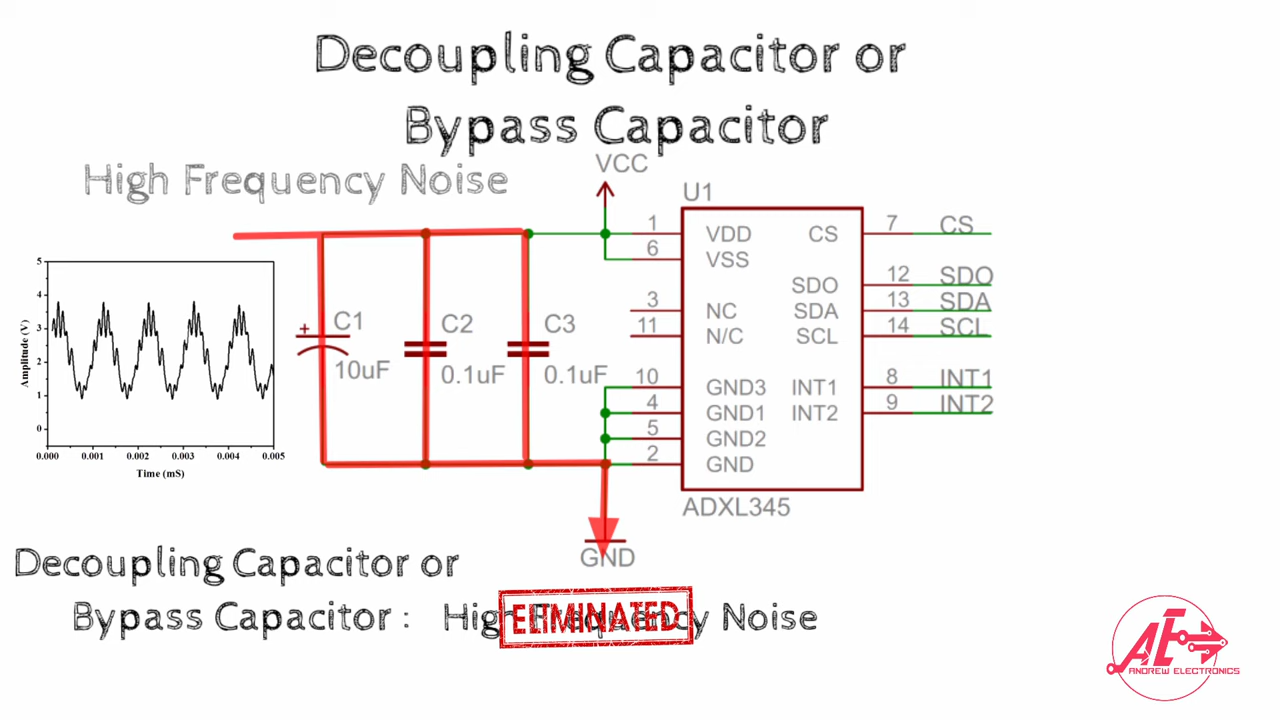 Decoupling Capacitor or
Bypass Capacitor
High Frequency Noise
VCC
U1
1 VDD CS 7 CS
6 VSS
SDO 12 SDO
3 NC SDA 13 SDA
11 N/C SCL 14 SCL
10 GND3 INT1 8 INT1
4 GND1 INT2 9 INT2
5 GND2
2 GND
ADXL345
GND
+ C1
10uF
C2
0.1uF
C3
0.1uF
Amplitude (V)
5
4
3
2
1
0
0.000 0.001 0.002 0.003 0.004 0.005
Time (mS)
Decoupling Capacitor or
Bypass Capacitor : High Frequency Noise
ELIMINATED
AE
ANDREW ELECTRONICS